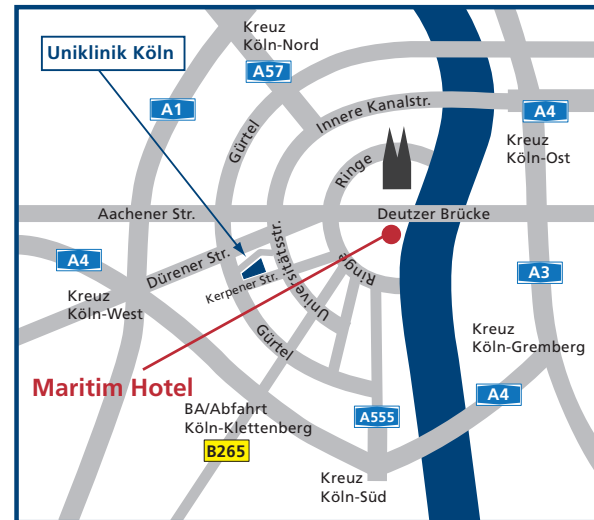 Kreuz
Köln-Nord
Uniklinik Köln
A57
A1
Innere Kanalstr.
A4
Gürtel
Kreuz
Köln-Ost
Ringe
Aachener Str.
Deutzer Brücke
Universitätsstr.
Dürener Str.
A4
A3
Kerpener Str.
Ringe
Kreuz
Köln-West
Gürtel
Kreuz
Köln-Gremberg
Maritim Hotel
A4
BA/Abfahrt
Köln-Klettenberg
A555
B265
Kreuz
Köln-Süd